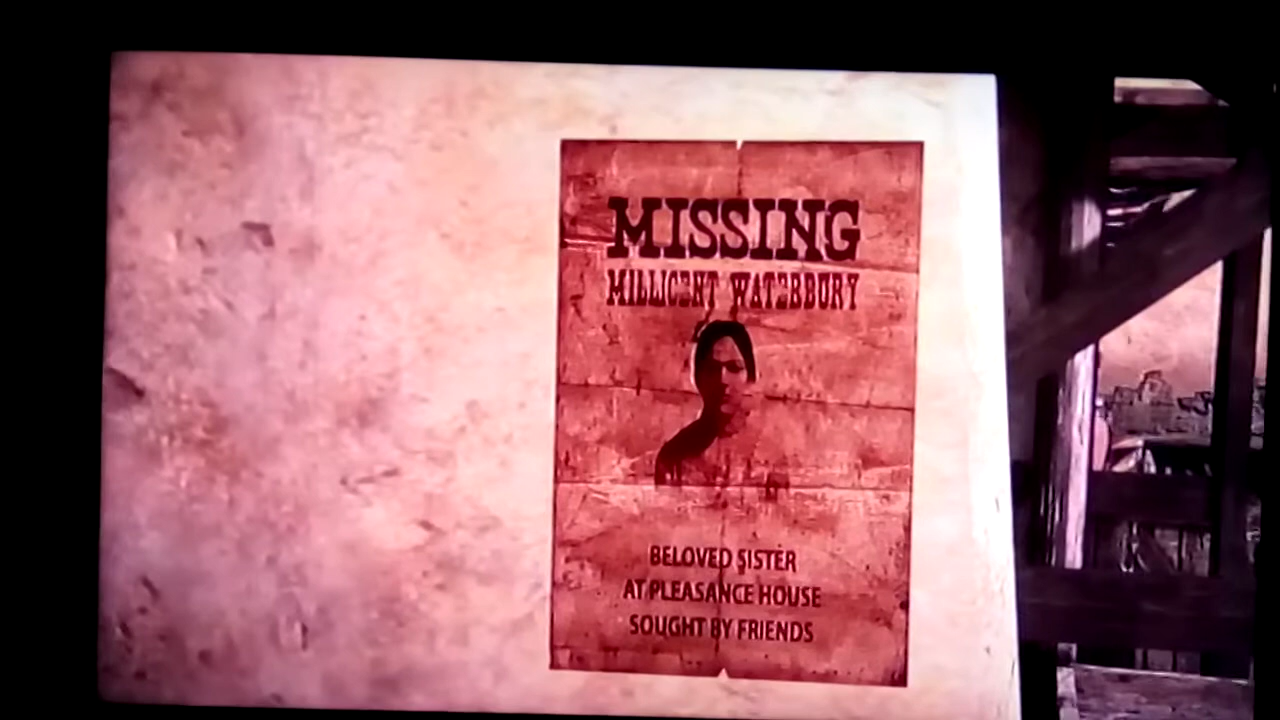 MISSING
MILLICENT WATERBURY
BELOVED SISTER
AT PLEASANCE HOUSE
SOUGHT BY FRIENDS